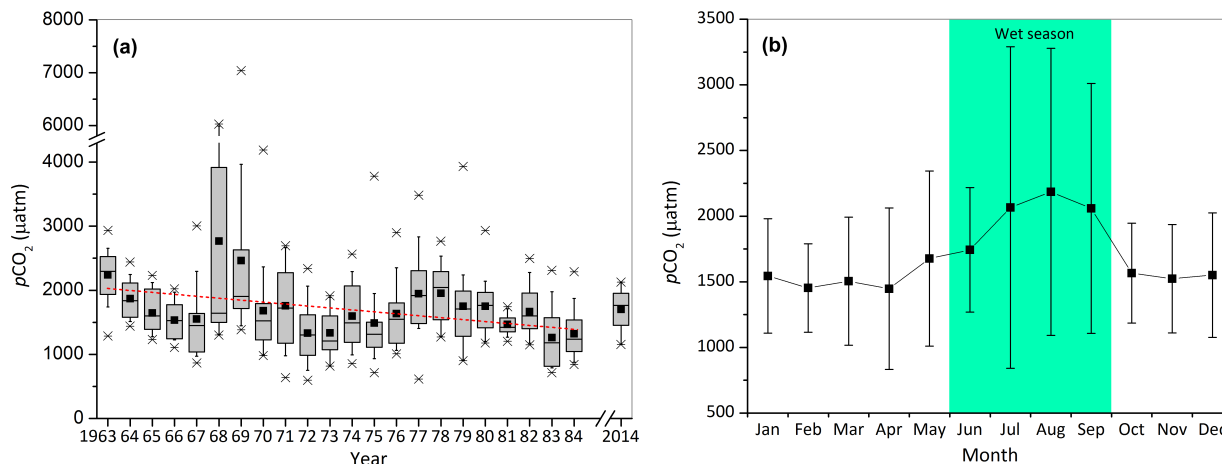 (a)
pCO2 (µatm)
8000
7000
6000
4000
3000
2000
1000
0
1963 64 65 66 67 68 69 70 71 72 73 74 75 76 77 78 79 80 81 82 83 84 2014
Year
(b)
Wet season
pCO2 (µatm)
3500
3000
2500
2000
1500
1000
500
Jan Feb Mar Apr May Jun Jul Aug Sep Oct Nov Dec
Month